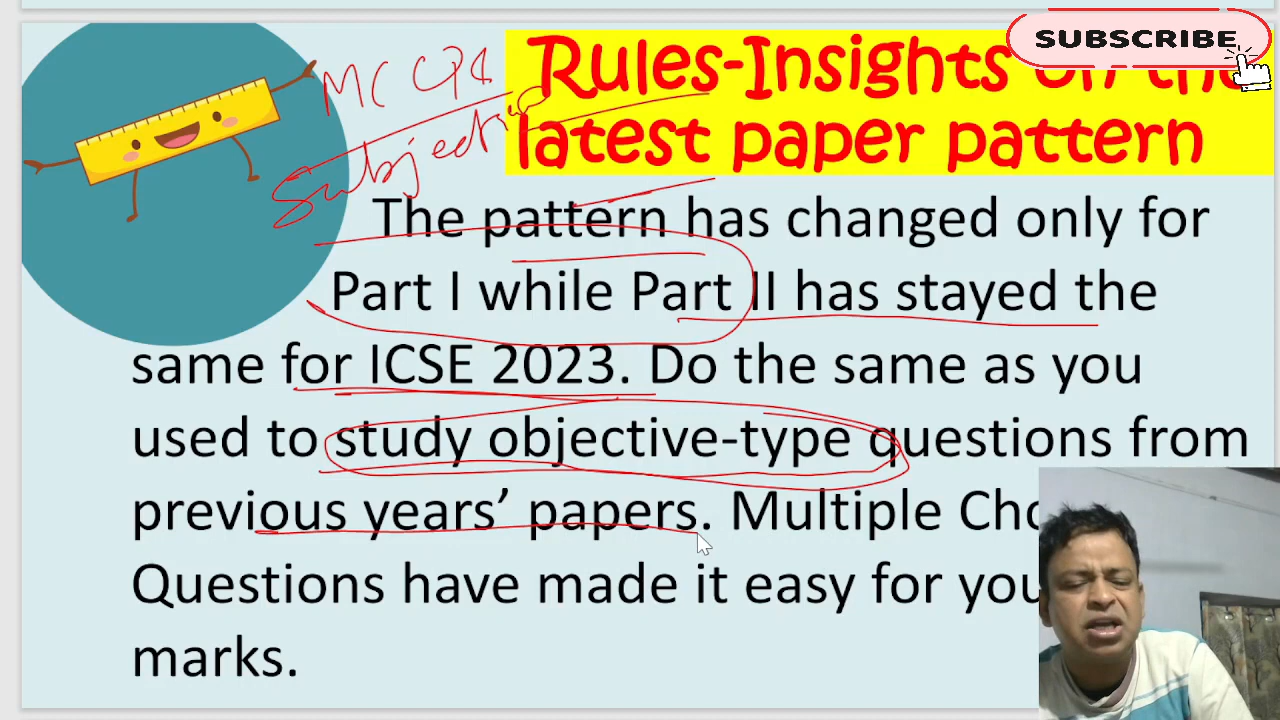 SUBSCRIBE
Rules-Insights on the
latest paper pattern
MCQs
Subjective
The pattern has changed only for
Part I while Part II has stayed the
same for ICSE 2023. Do the same as you
used to study objective-type questions from
previous years’ papers. Multiple Cho
Questions have made it easy for you
marks.